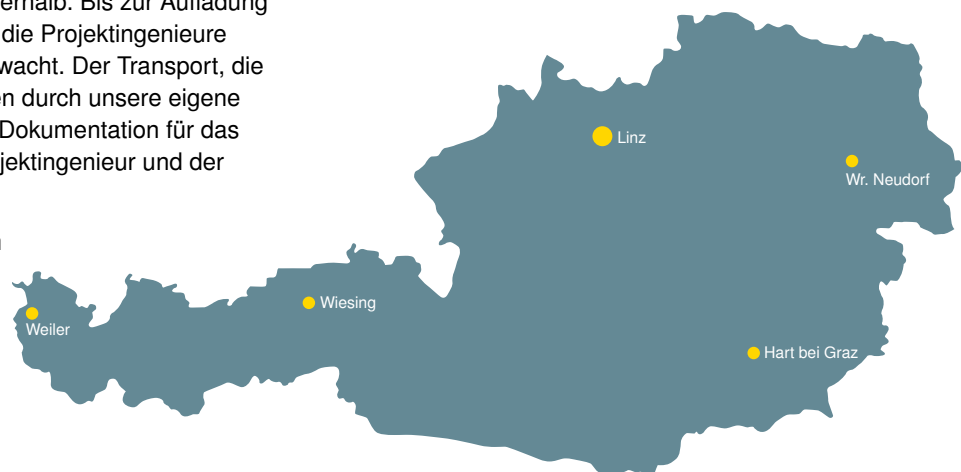 erhalb. Bis zur Aufladung
die Projektingenieure
wacht. Der Transport, die
en durch unsere eigene
Dokumentation für das
jektingenieur und der
Linz
Wr. Neudorf
Wiesing
Weiler
Hart bei Graz